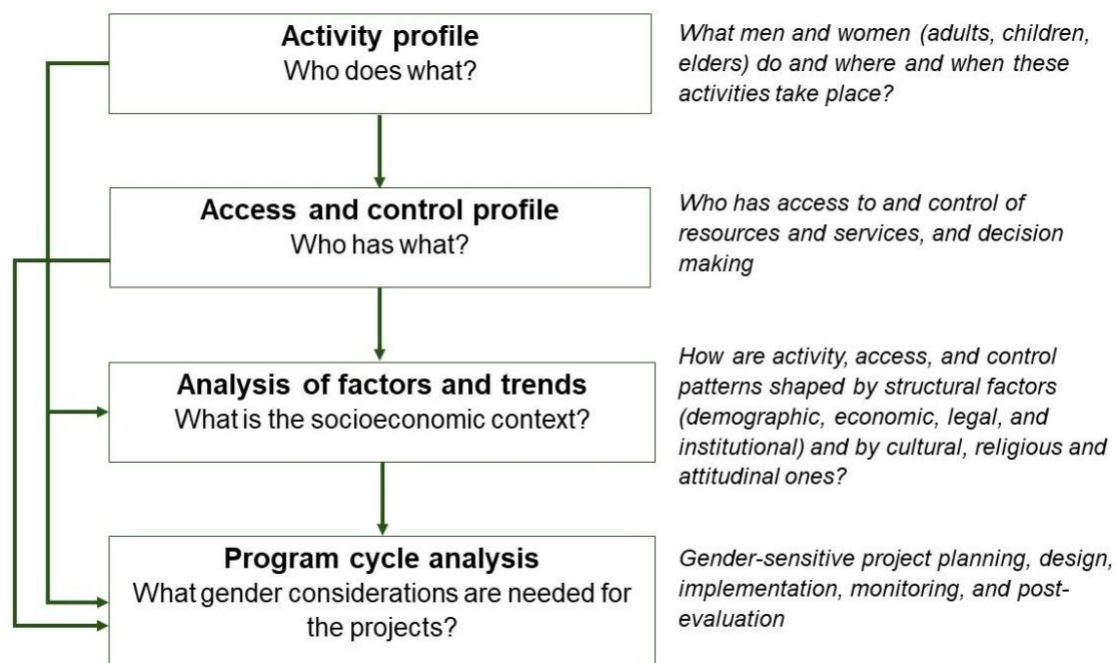 Activity profile
Who does what?
What men and women (adults, children,
elders) do and where and when these
activities take place?
Access and control profile
Who has what?
Who has access to and control of
resources and services, and decision
making
Analysis of factors and trends
What is the socioeconomic context?
How are activity, access, and control
patterns shaped by structural factors
(demographic, economic, legal, and
institutional) and by cultural, religious and
attitudinal ones?
Program cycle analysis
What gender considerations are needed for
the projects?
Gender-sensitive project planning, design,
implementation, monitoring, and post-
evaluation